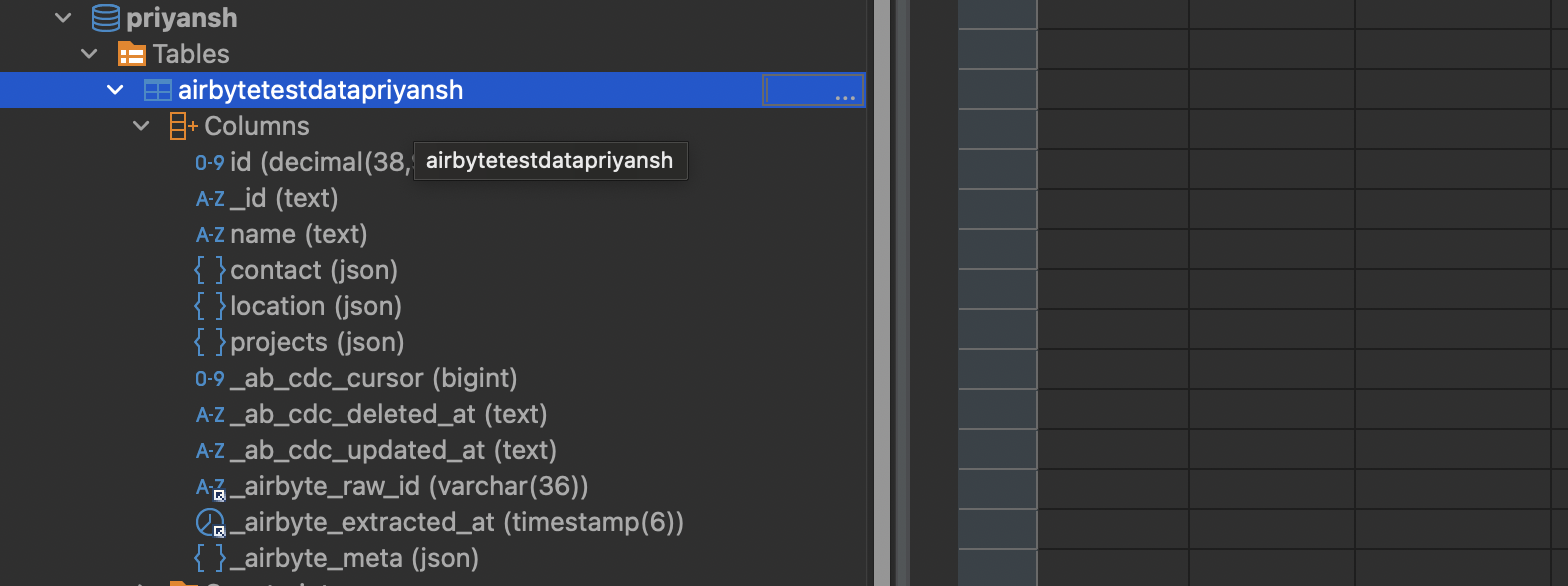 priyansh
Tables
airbytetestdatapriyansh ...
Columns
0-9 id (decimal(38,
airbytetestdatapriyansh
A-Z _id (text)
A-Z name (text)
{ } contact (json)
{ } location (json)
{ } projects (json)
0-9 _ab_cdc_cursor (bigint)
A-Z _ab_cdc_deleted_at (text)
A-Z _ab_cdc_updated_at (text)
A-Z _airbyte_raw_id (varchar(36))
_airbyte_extracted_at (timestamp(6))
{ } _airbyte_meta (json)